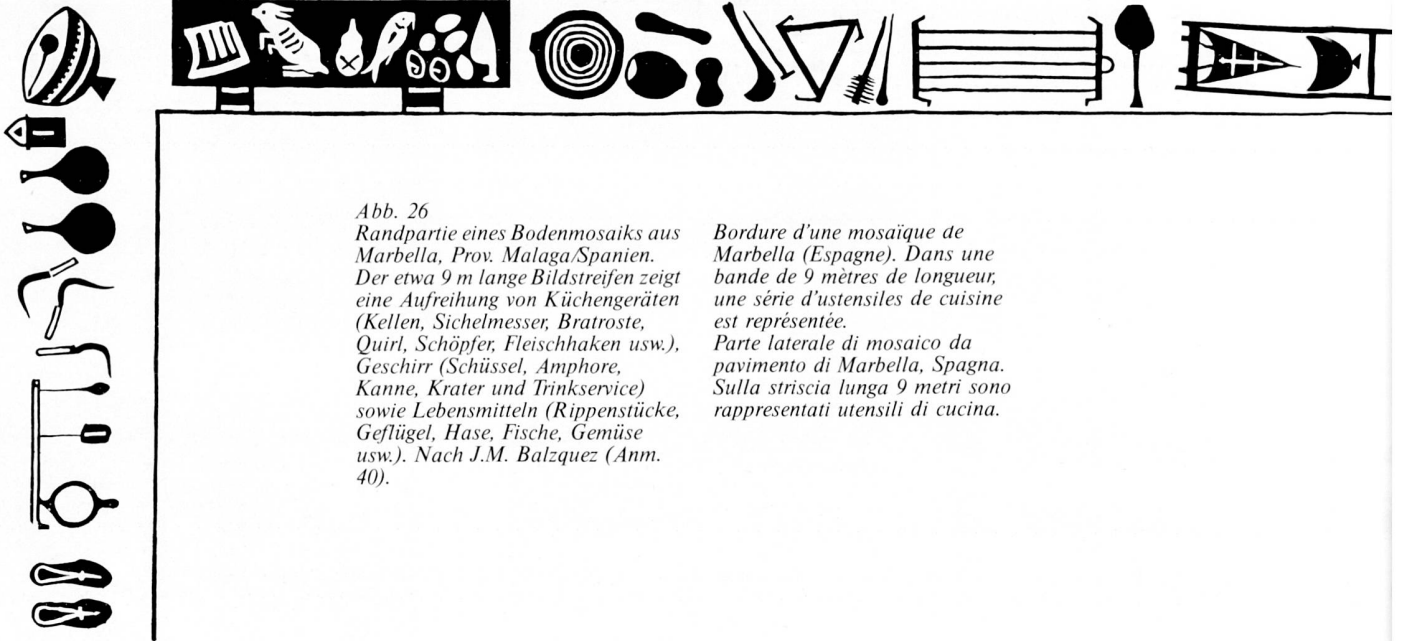 Abb. 26
Randpartie eines Bodenmosaiks aus
Marbella, Prov. Malaga/Spanien.
Der etwa 9 m lange Bildstreifen zeigt
eine Aufreihung von Küchengeräten
(Kellen, Sichelmesser, Bratroste,
Quirl, Schöpfer, Fleischhaken usw.),
Geschirr (Schüssel, Amphore,
Kanne, Krater und Trinkservice)
sowie Lebensmitteln (Rippenstücke,
Geflügel, Hase, Fische, Gemüse
usw.). Nach J.M. Balzquez (Anm.
40).
Bordure d'une mosaïque de
Marbella (Espagne). Dans une
bande de 9 mètres de longueur,
une série d'ustensiles de cuisine
est représentée.
Parte laterale di mosaico da
pavimento di Marbella, Spagna.
Sulla striscia lunga 9 metri sono
rappresentati utensili di cucina.